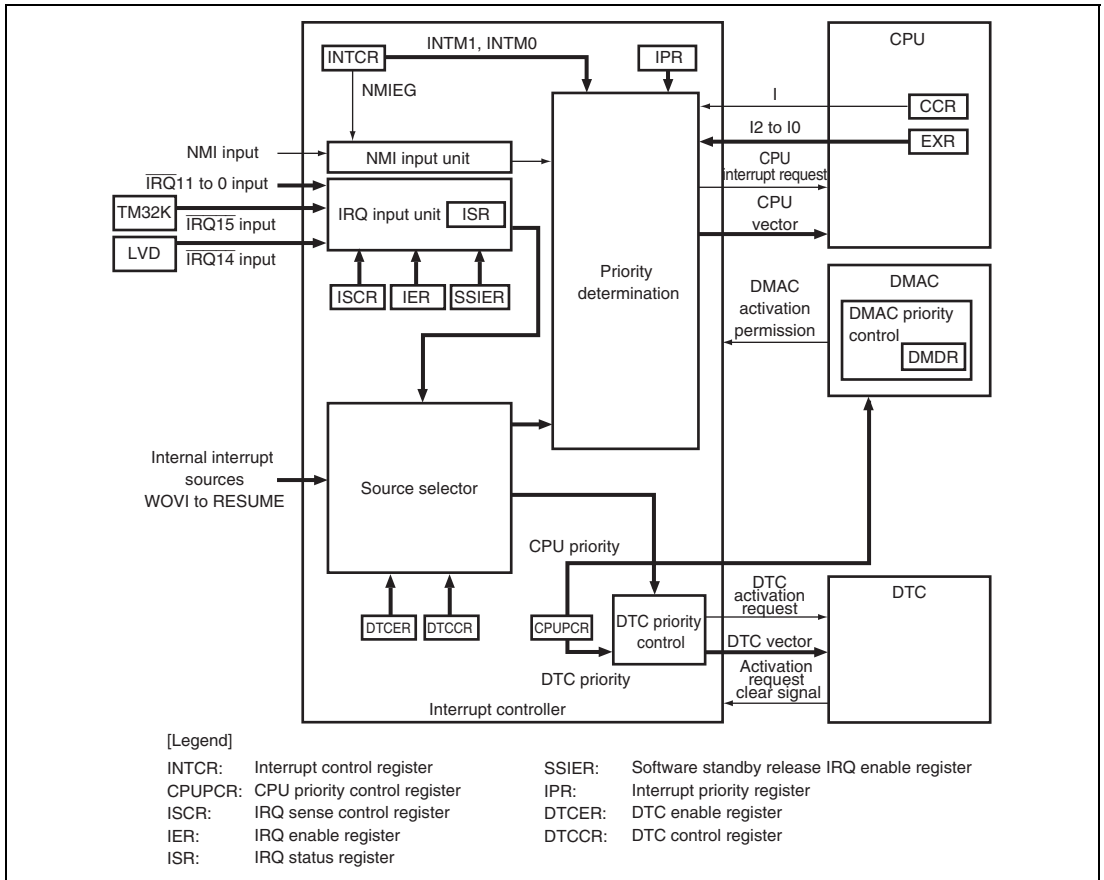 INTCR
INTM1, INTM0
IPR
CPU
NMIEG
I
CCR
I2 to I0
EXR
NMI input
NMI input unit
CPU
interrupt request
IRQ11 to 0 input
TM32K
IRQ15 input
IRQ input unit
ISR
CPU
vector
LVD
IRQ14 input
ISCR
IER
SSIER
Priority
determination
DMAC
activation
permission
DMAC
DMAC priority
control
DMDR
Internal interrupt
sources
WOVI to RESUME
Source selector
CPU priority
DTCER
DTCCR
CPUPCR
DTC priority
control
DTC
activation
request
DTC
DTC vector
DTC priority
Activation
request
clear signal
Interrupt controller
[Legend]
INTCR: Interrupt control register
CPUPCR: CPU priority control register
ISCR: IRQ sense control register
IER: IRQ enable register
ISR: IRQ status register
SSIER: Software standby release IRQ enable register
IPR: Interrupt priority register
DTCER: DTC enable register
DTCCR: DTC control register